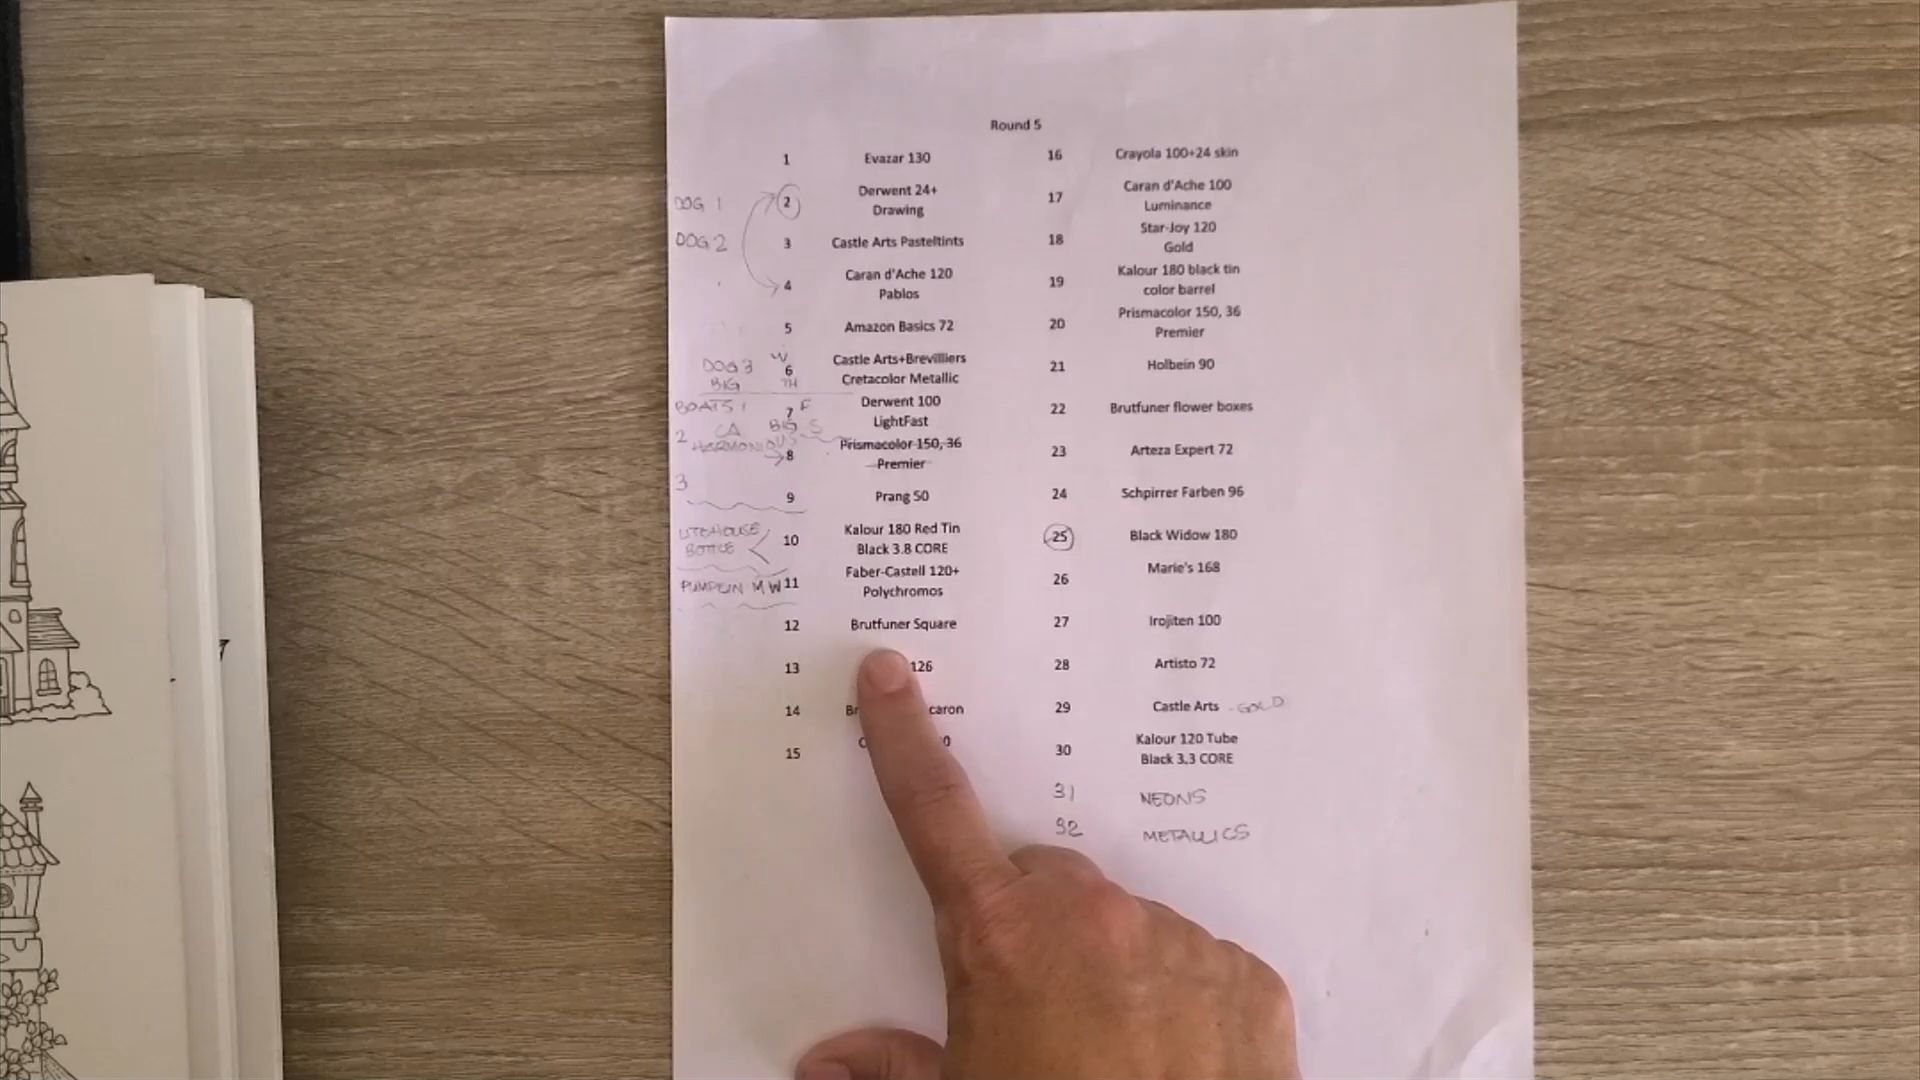 Round 5
1 Evazar 130
DOG 1 2 Derwent 24+
Drawing
DOG 2 3 Castle Arts Pasteltints
4 Caran d'Ache 120
Pablos
5 Amazon Basics 72
DOG 3 W 6 Castle Arts+Brevilliers
BIG TH Cretacolor Metallic
BOATS 1 7 F Derwent 100
CA BIG S LightFast
2 HARMONIOUS 8 Prismacolor 150, 36
Premier
3
9 Prang 50
LITEHOUSE 10 Kalour 180 Red Tin
BOTTLE Black 3.8 CORE
PUMPKIN M W 11 Faber-Castell 120+
Polychromos
12 Brutfuner Square
13 126
14 caron
15
16 Crayola 100+24 skin
17 Caran d'Ache 100
Luminance
18 Star-Joy 120
Gold
19 Kalour 180 black tin
color barrel
20 Prismacolor 150, 36
Premier
21 Holbein 90
22 Brutfuner flower boxes
23 Arteza Expert 72
24 Schpirrer Farben 96
25 Black Widow 180
26 Marie's 168
27 Irojiten 100
28 Artisto 72
29 Castle Arts - GOLD
30 Kalour 120 Tube
Black 3,3 CORE
31 NEONS
32 METALLICS